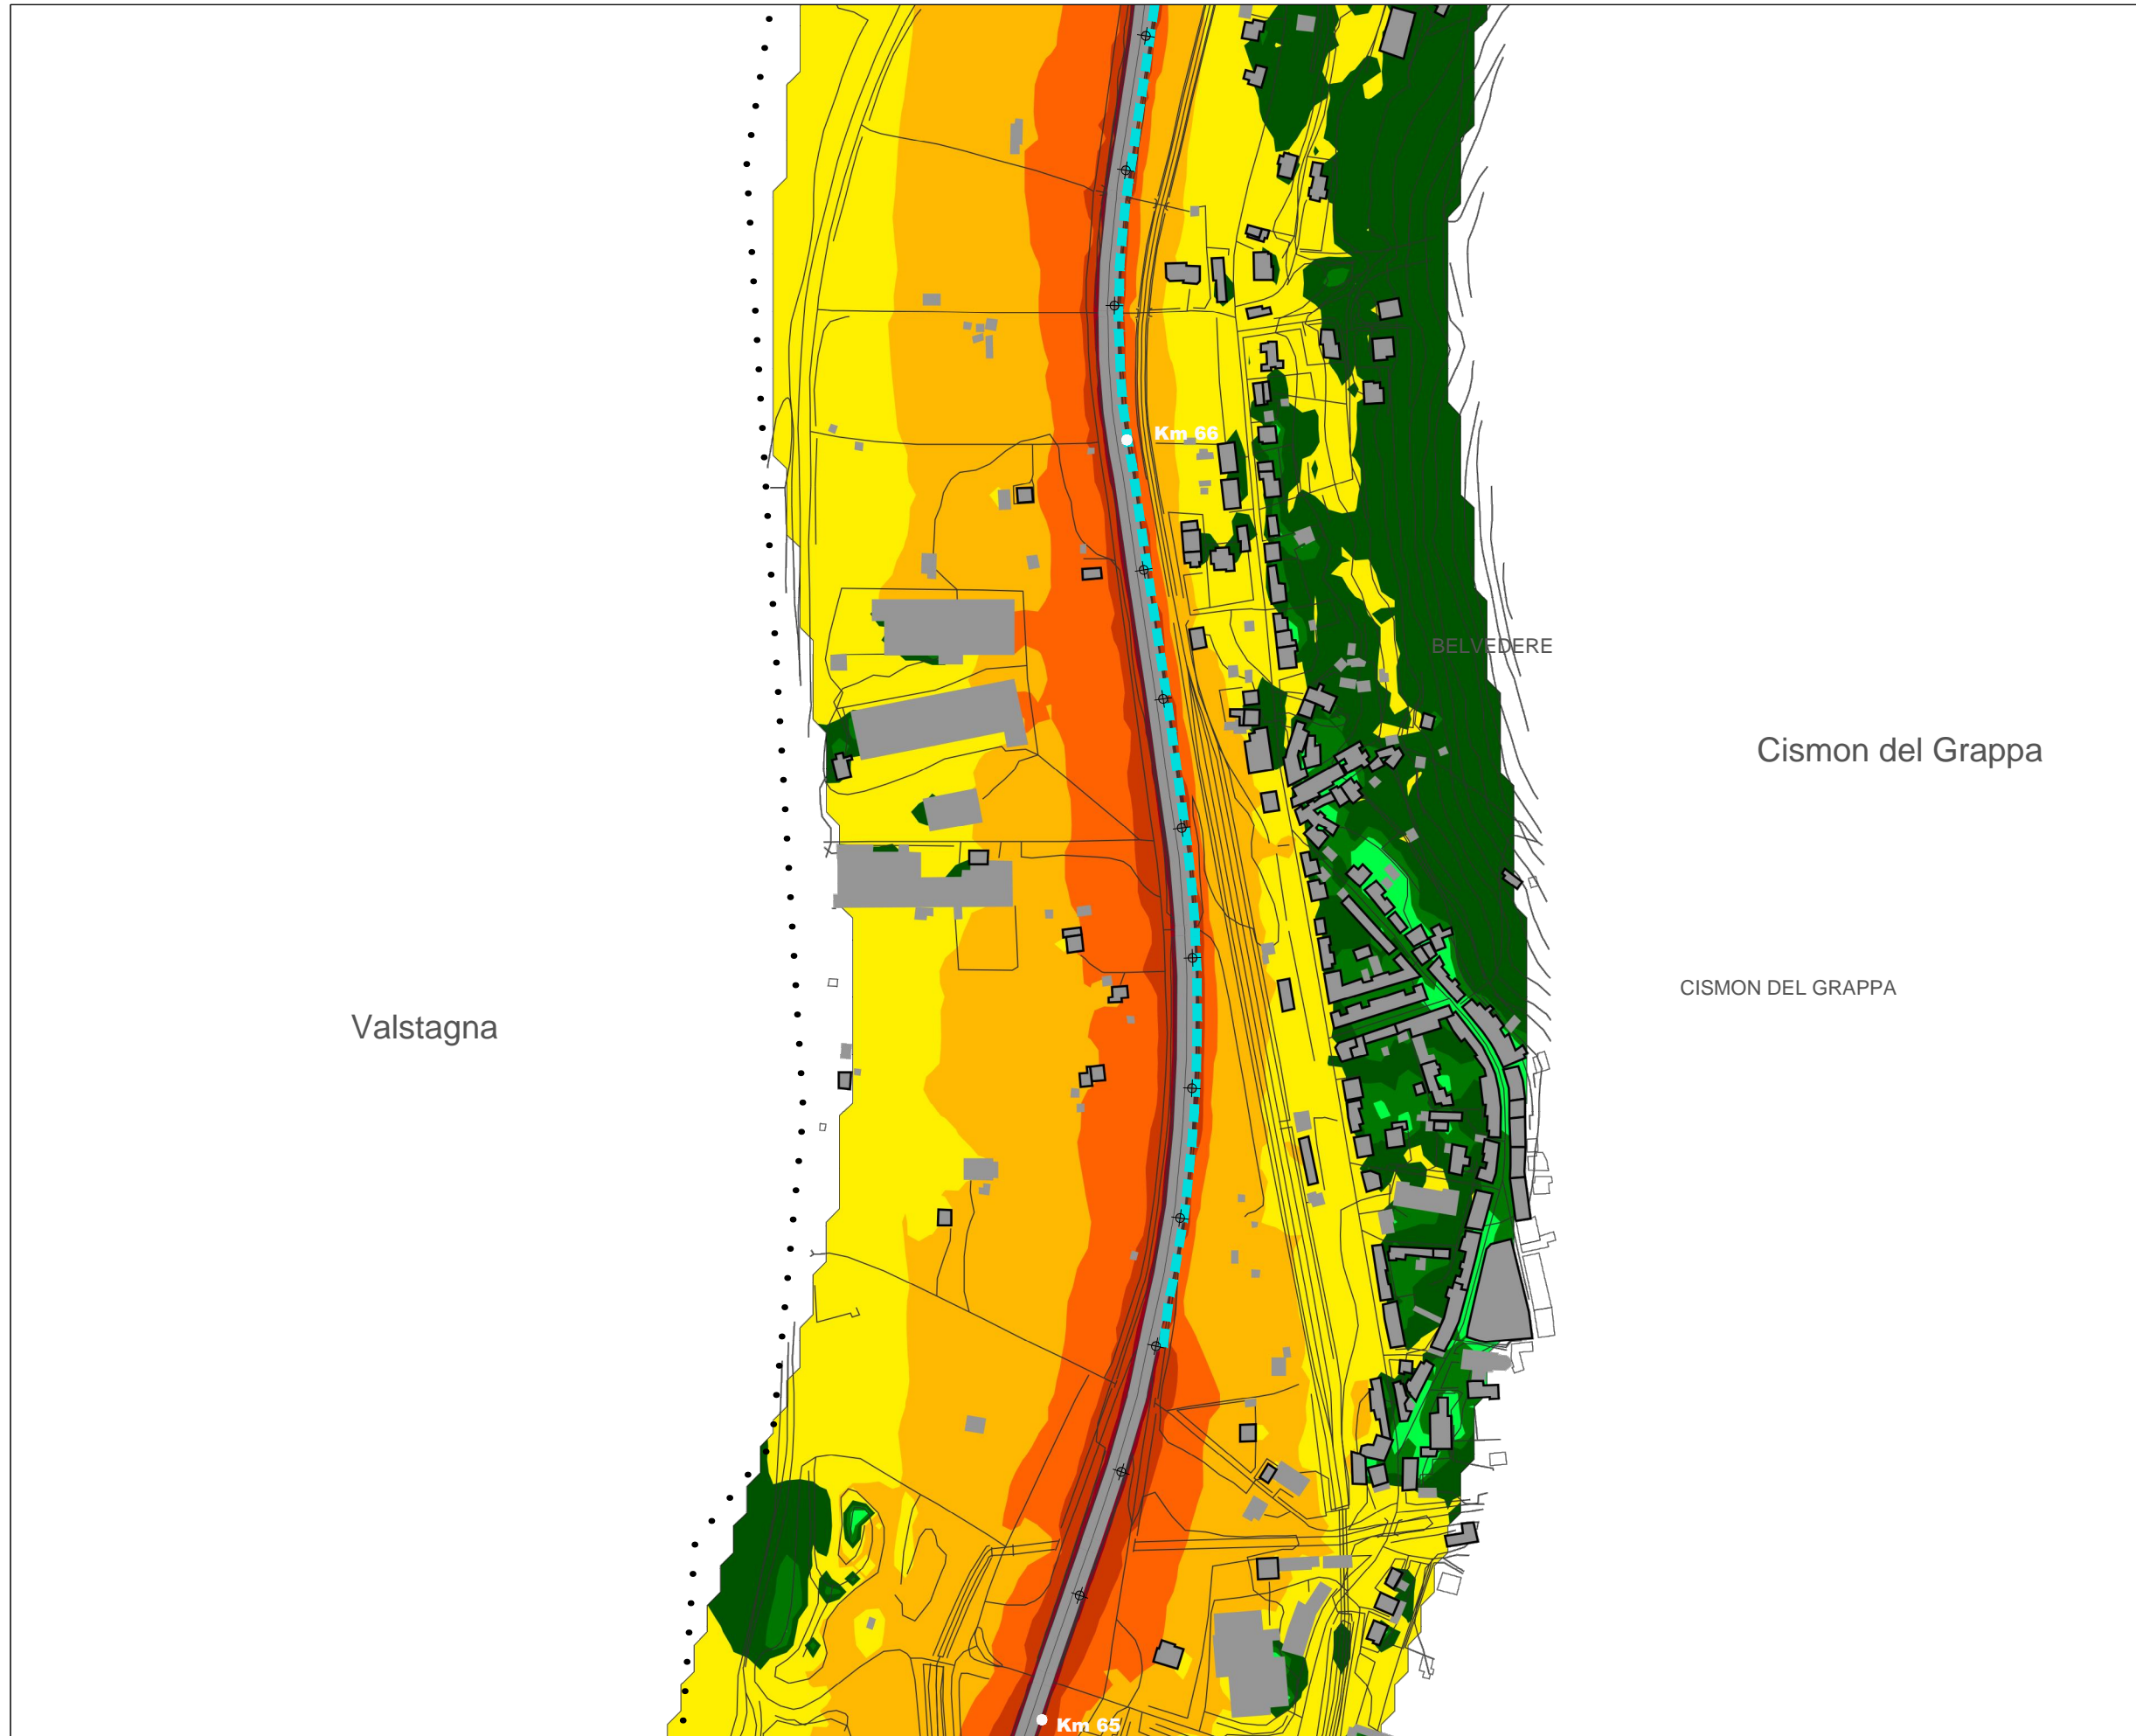 Km 66
BELVEDERE
Cismon del Grappa
CISMON DEL GRAPPA
Valstagna
Km 65